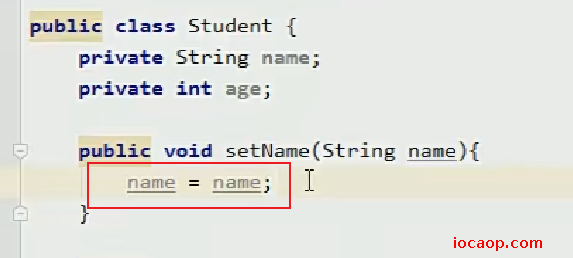 public class Student {
private String name;
private int age;
public void setName(String name){
name = name;
}
iocaop.com